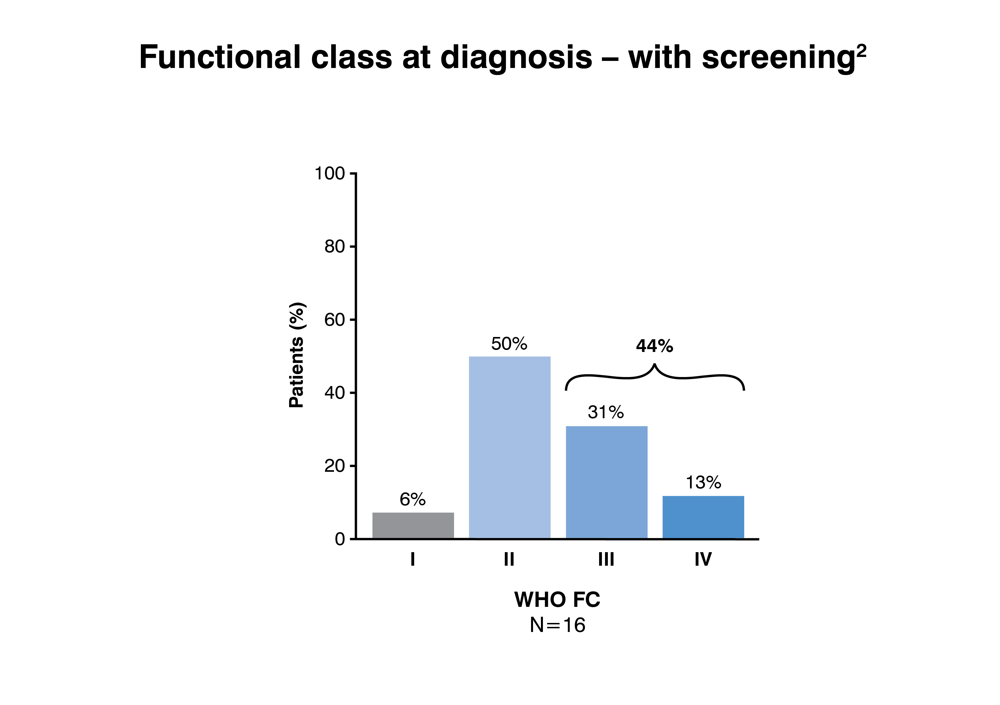 Functional class at diagnosis – with screening²
100
80
60
40
20
0
Patients (%)
6%
50%
31%
13%
44%
I
II
III
IV
WHO FC
N=16